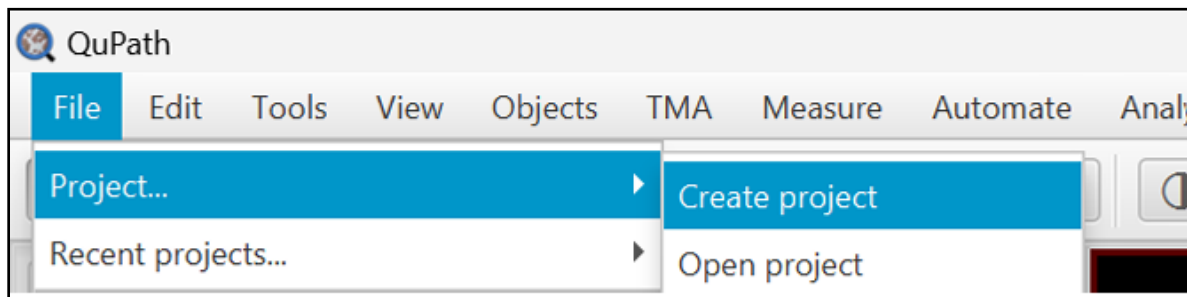 QuPath
File Edit Tools View Objects TMA Measure Automate
Project...
Create project
Recent projects...
Open project